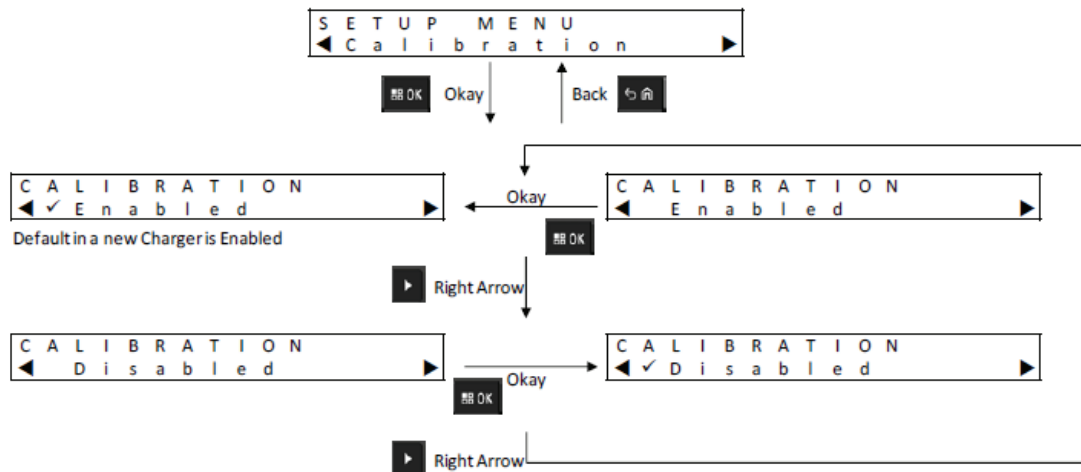 SETUP MENU
◀ Calibration ▶
OK Okay
Back
CALIBRATION
◀ ✓ Enabled ▶
Default in a new Charger is Enabled
Okay
OK
CALIBRATION
◀ Enabled ▶
Right Arrow
CALIBRATION
◀ Disabled ▶
Okay
OK
CALIBRATION
◀ ✓ Disabled ▶
Right Arrow